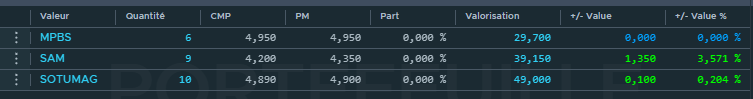 Valeur Quantité CMP PM Part Valorisation +/- Value +/- Value %
MPBS 6 4,950 4,950 0,000 % 29,700 0,000 0,000 %
SAM 9 4,200 4,350 0,000 % 39,150 1,350 3,571 %
SOTUMAG 10 4,890 4,900 0,000 % 49,000 0,100 0,204 %